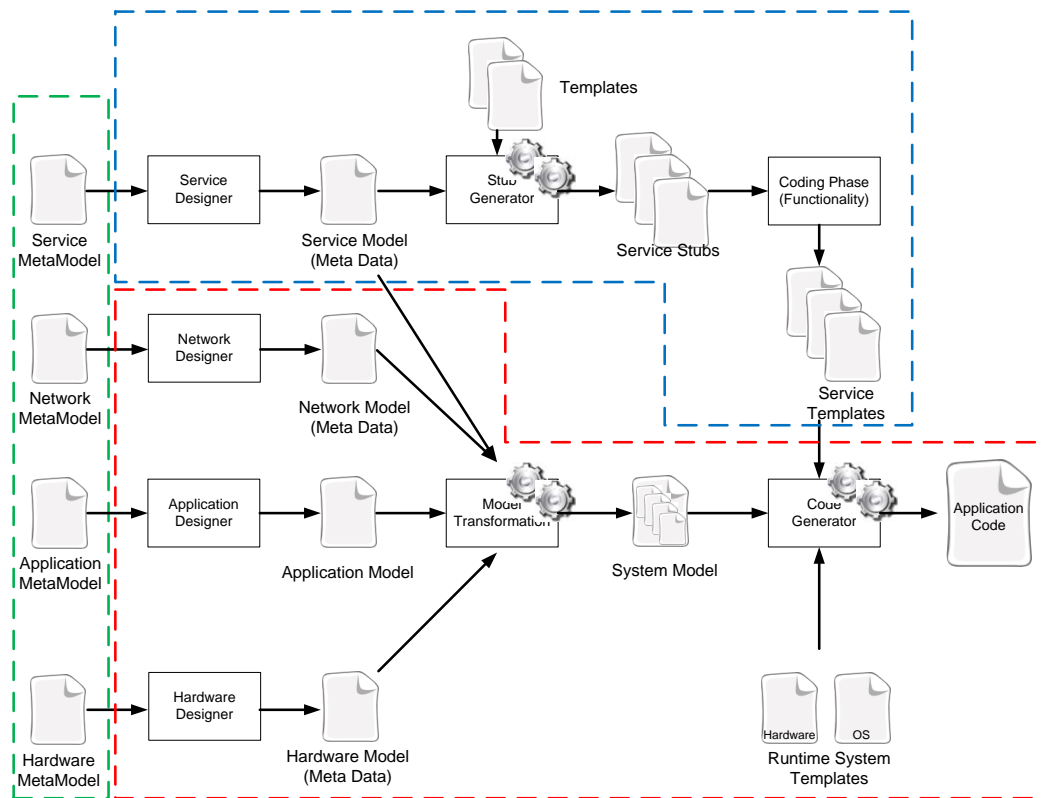 Templates
Service
MetaModel
Service
Designer
Service Model
(Meta Data)
Stub
Generator
Service Stubs
Coding Phase
(Functionality)
Network
MetaModel
Network
Designer
Network Model
(Meta Data)
Service
Templates
Application
MetaModel
Application
Designer
Application Model
Model
Transformation
System Model
Code
Generator
Application
Code
Hardware
MetaModel
Hardware
Designer
Hardware Model
(Meta Data)
Hardware
OS
Runtime System
Templates